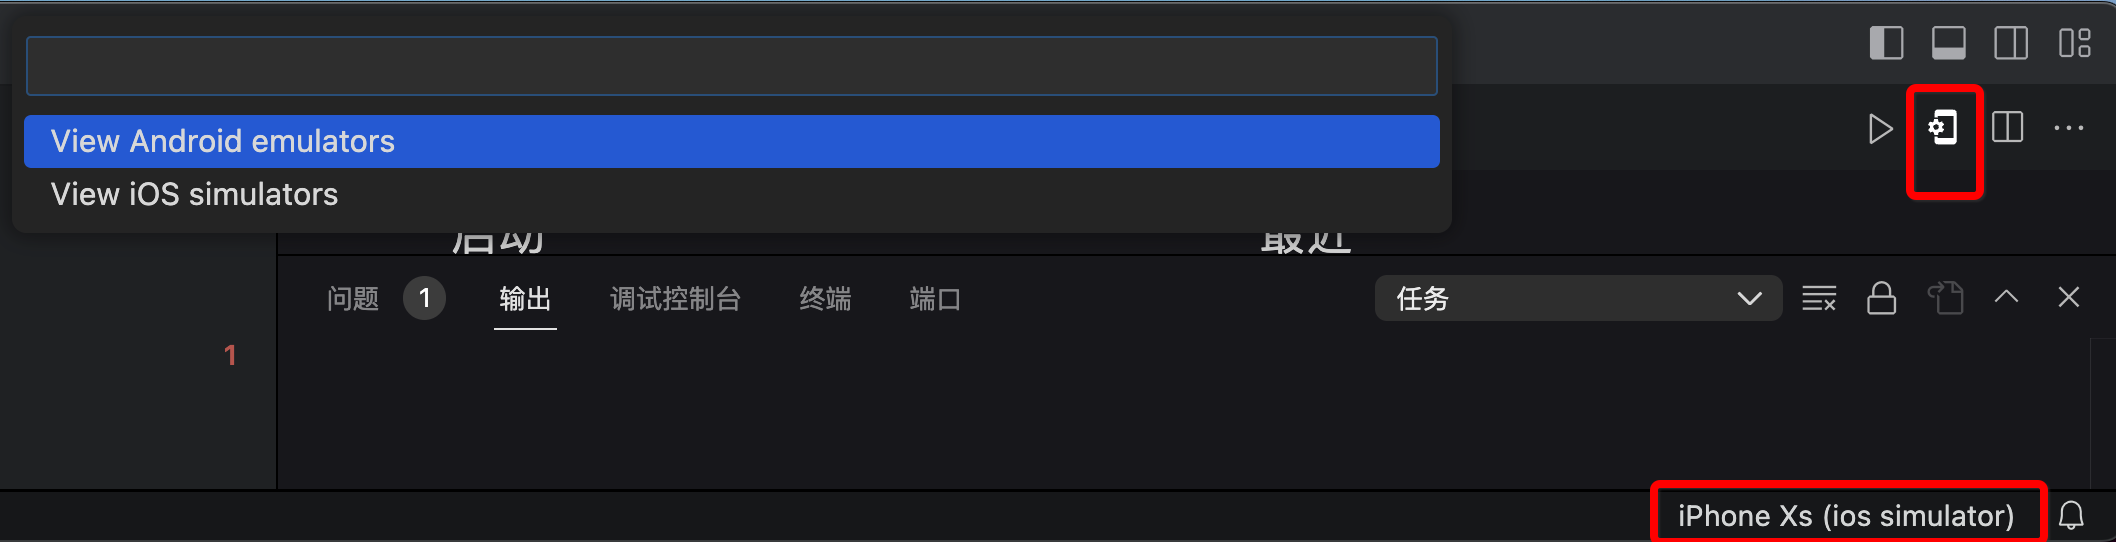 View Android emulators
View iOS simulators
启动 最近
问题 1 输出 调试控制台 终端 端口 任务
1
iPhone Xs (ios simulator)